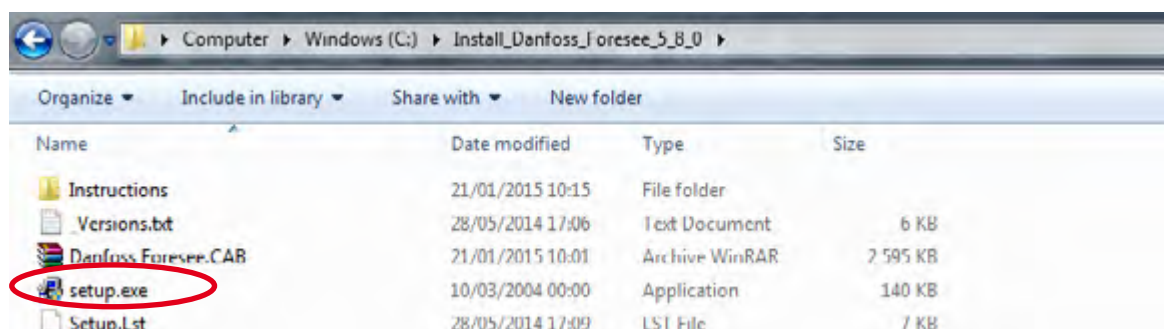 Computer Windows (C:) Install_Danfoss_Foresee_5_8_0
Organize Include in library Share with New folder
Name Date modified Type Size
Instructions 21/01/2015 10:15 File folder
_Versions.txt 28/05/2014 17:06 Text Document 6 KB
Danfoss Foresee.CAB 21/01/2015 10:01 Archive WinRAR 2 595 KB
setup.exe 10/03/2004 00:00 Application 140 KB
Setup.Lst 28/05/2014 17:09 LST File 7 KB